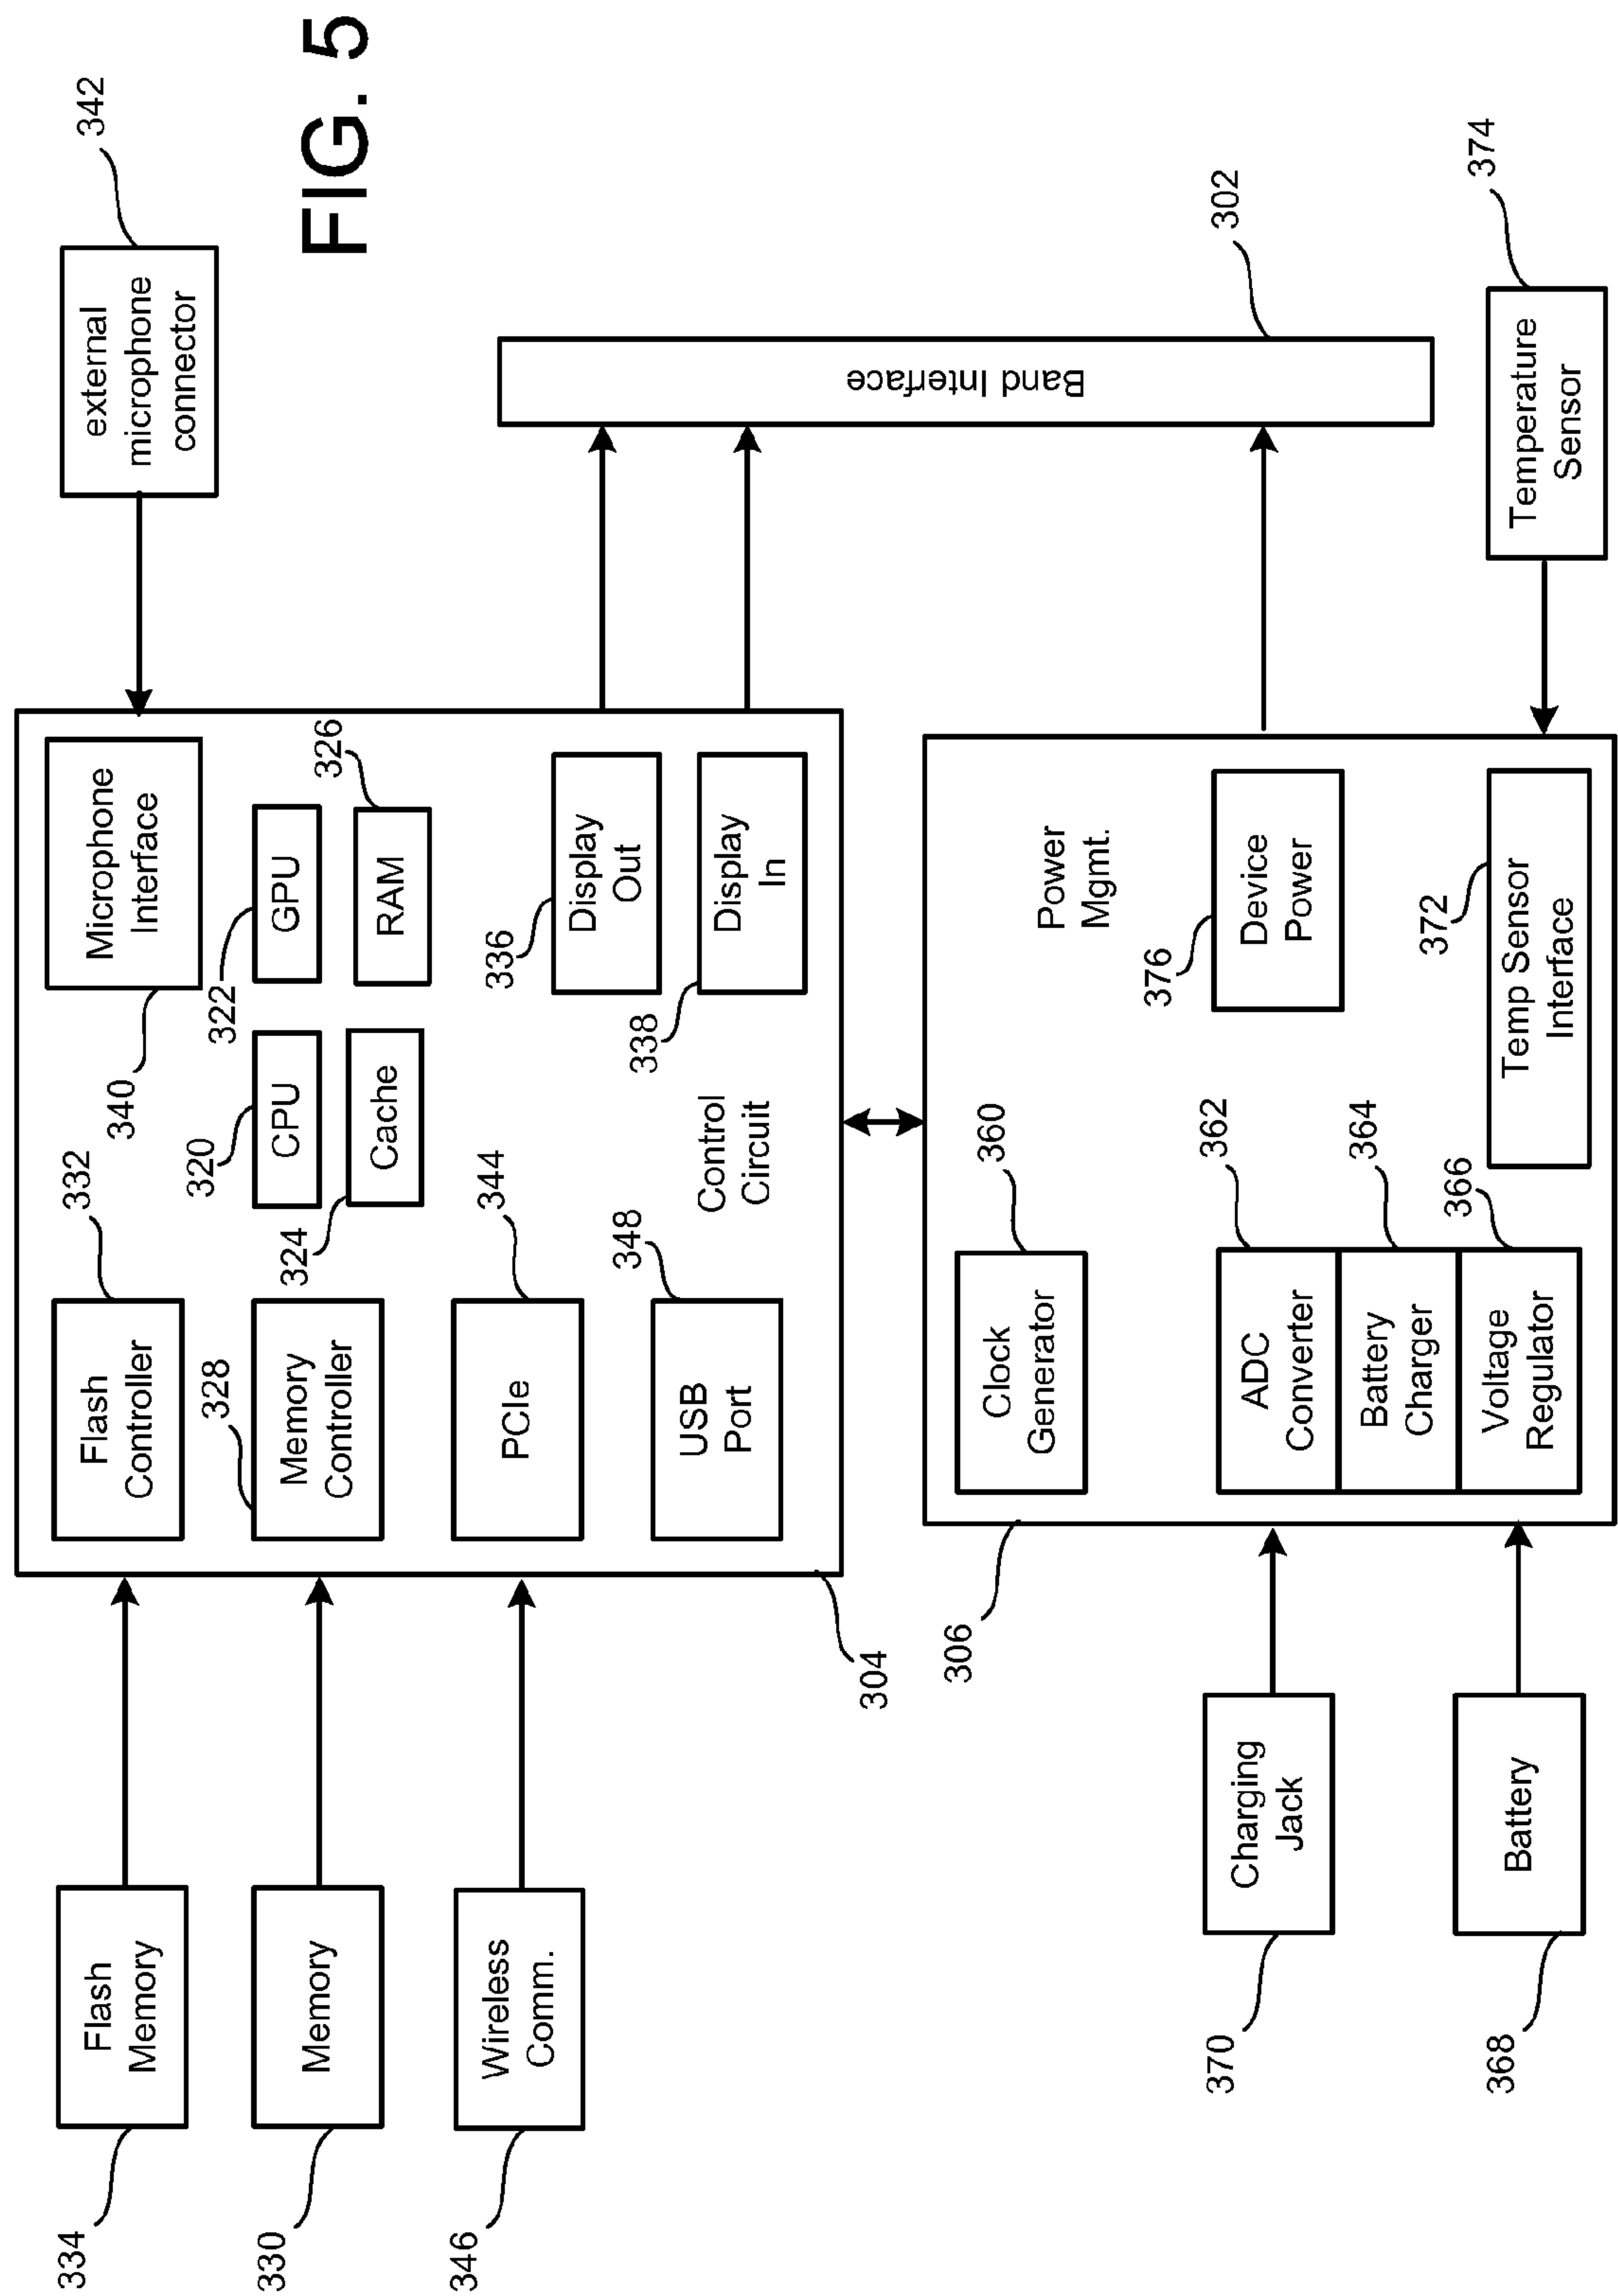 FIG. 5
334
Flash
Memory
330
Memory
346
Wireless
Comm.
304
332
Flash
Controller
328
Memory
Controller
344
PCIe
348
USB
Port
340
Microphone
Interface
320
CPU
322
GPU
324
Cache
326
RAM
336
Display
Out
338
Display
In
Control
Circuit
342
external
microphone
connector
302
Band Interface
306
370
Charging
Jack
368
Battery
360
Clock
Generator
362
ADC
Converter
364
Battery
Charger
366
Voltage
Regulator
Power
Mgmt.
376
Device
Power
372
Temp Sensor
Interface
374
Temperature
Sensor